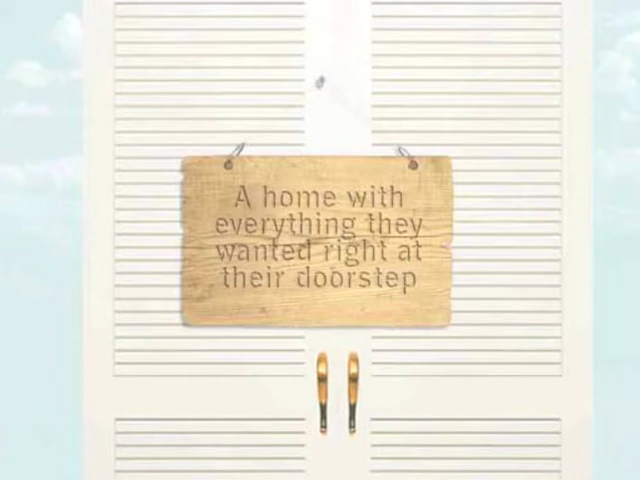 A home with
everything they
wanted right at
their doorstep